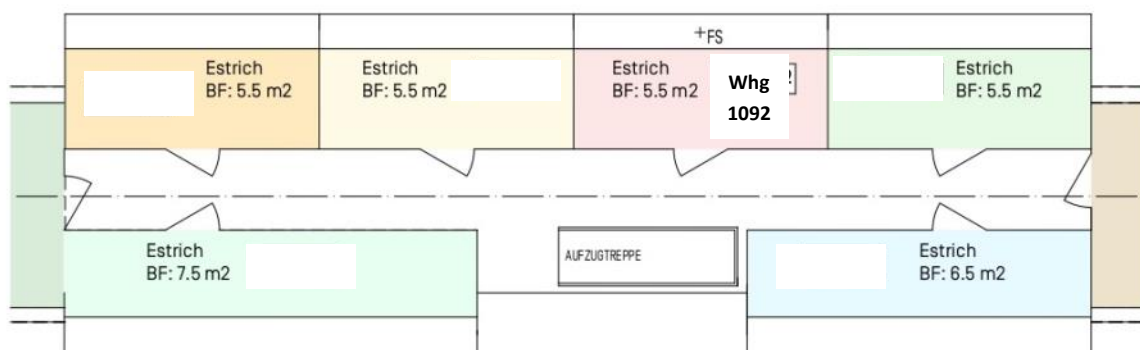 +FS
Estrich
BF: 5.5 m2
Estrich
BF: 5.5 m2
Estrich
BF: 5.5 m2
Whg
1092
Estrich
BF: 5.5 m2
Estrich
BF: 7.5 m2
AUFZUGTREPPE
Estrich
BF: 6.5 m2